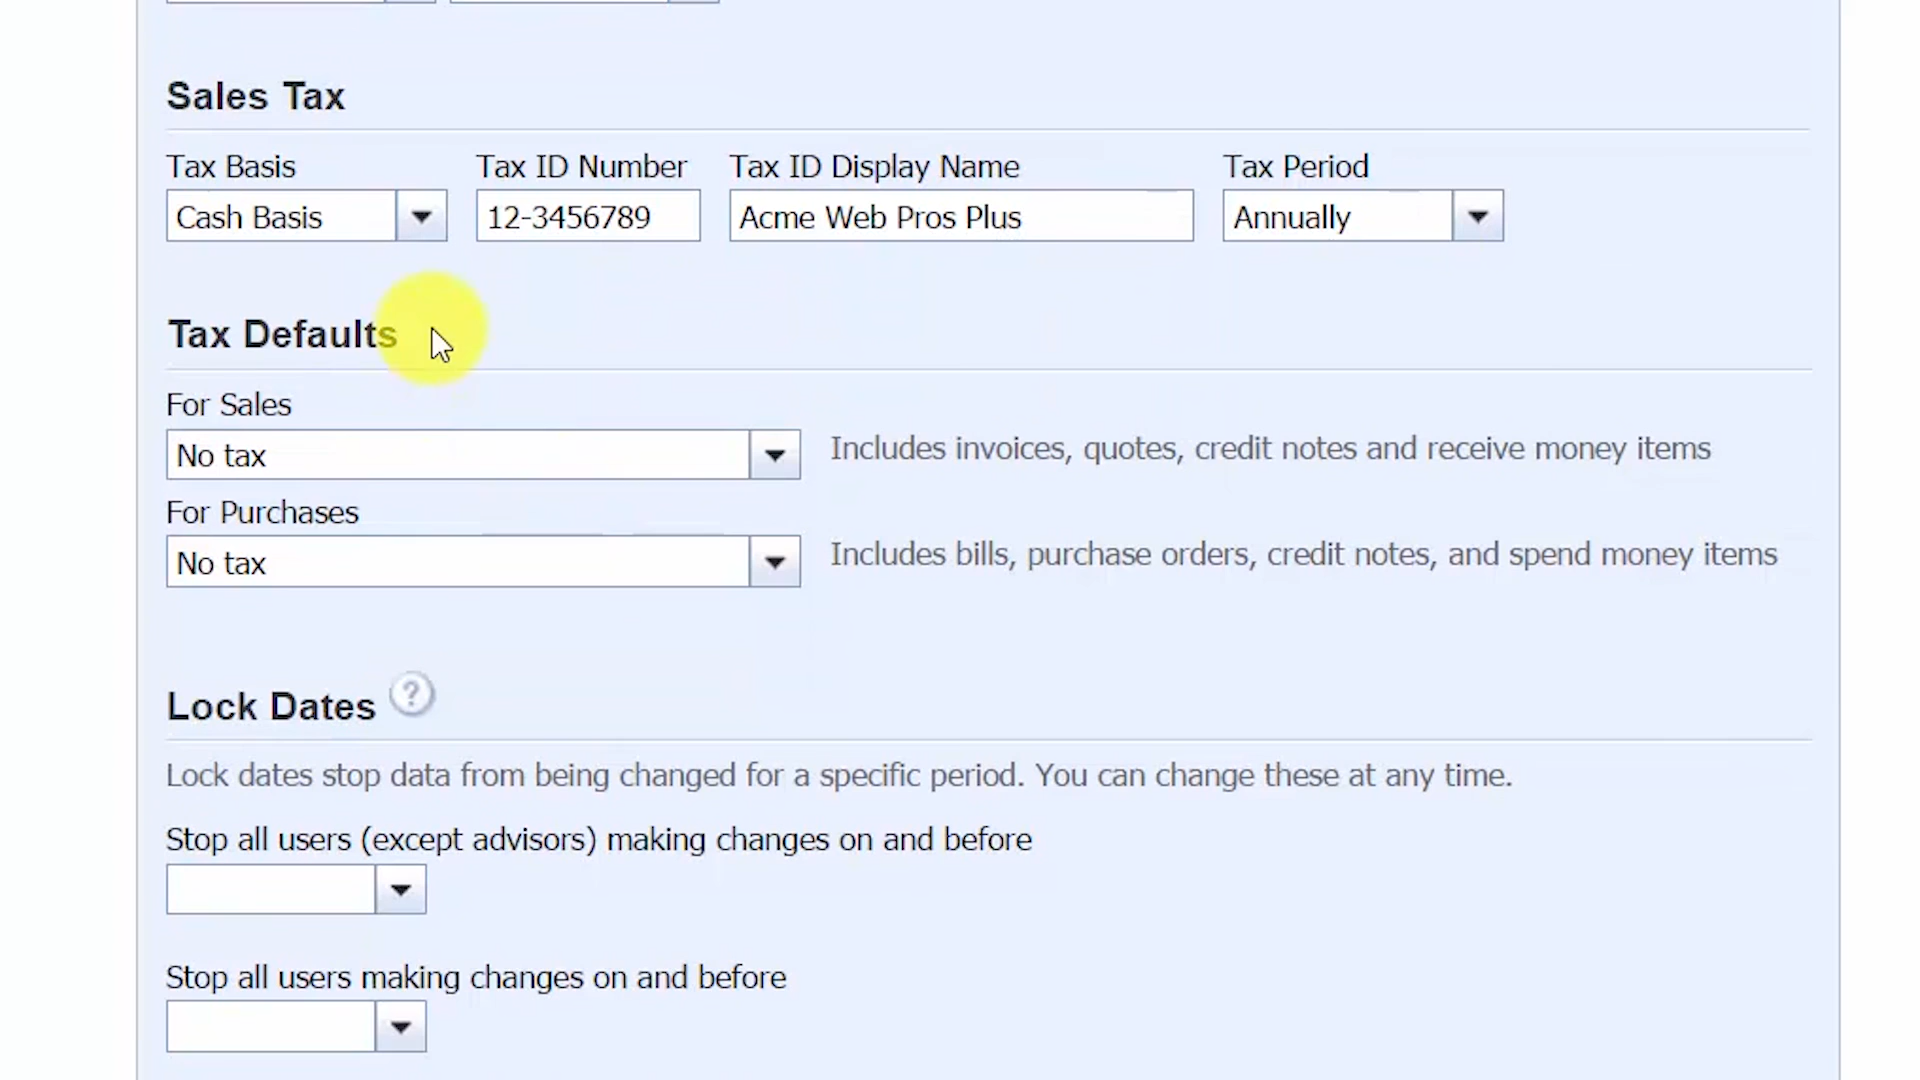 Sales Tax
Tax Basis Tax ID Number Tax ID Display Name Tax Period
Cash Basis 12-3456789 Acme Web Pros Plus Annually
Tax Defaults
For Sales
No tax Includes invoices, quotes, credit notes and receive money items
For Purchases
No tax Includes bills, purchase orders, credit notes, and spend money items
Lock Dates ?
Lock dates stop data from being changed for a specific period. You can change these at any time.
Stop all users (except advisors) making changes on and before
Stop all users making changes on and before